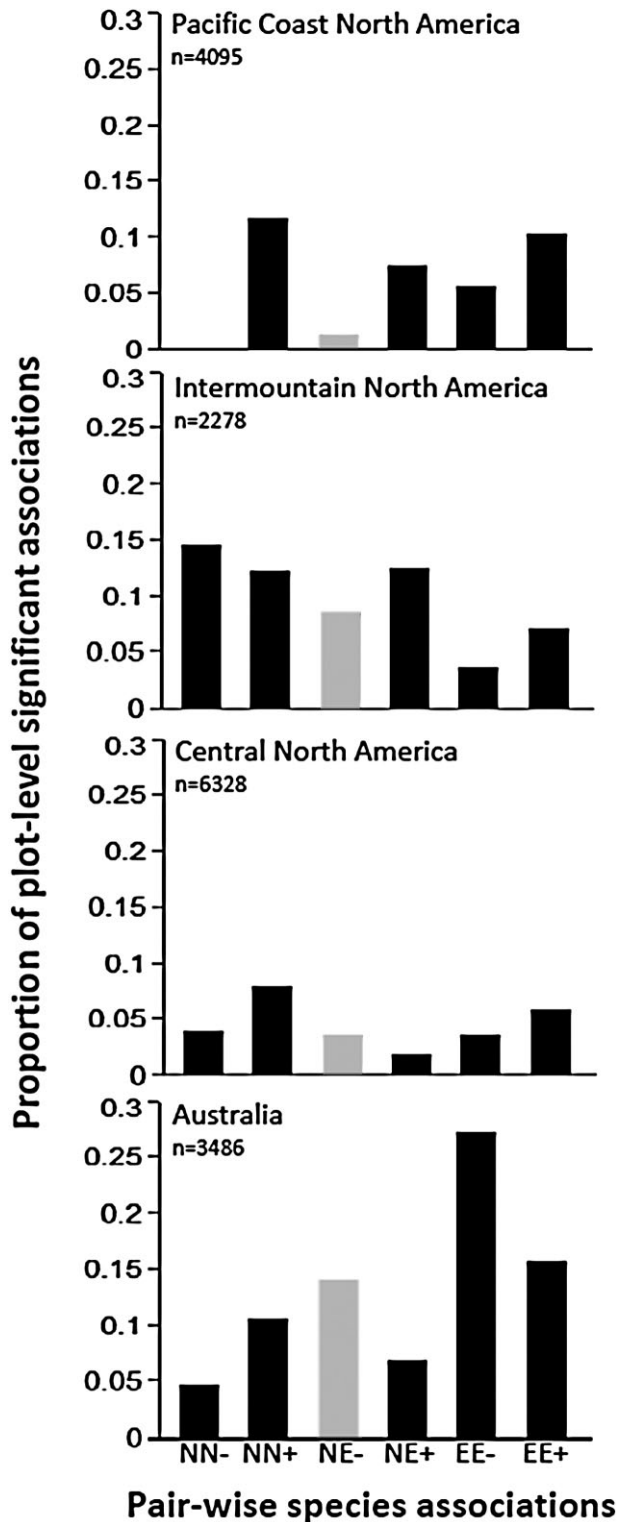 Proportion of plot-level significant associations
Pacific Coast North America
n=4095
0.3
0.25
0.2
0.15
0.1
0.05
0
Intermountain North America
n=2278
0.3
0.25
0.2
0.15
0.1
0.05
0
Central North America
n=6328
0.3
0.25
0.2
0.15
0.1
0.05
0
Australia
n=3486
0.3
0.25
0.2
0.15
0.1
0.05
0
NN- NN+ NE- NE+ EE- EE+
Pair-wise species associations